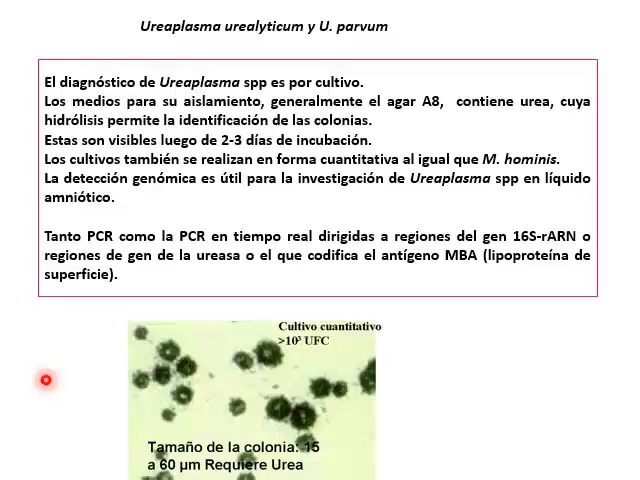 Ureaplasma urealyticum y U. parvum
El diagnóstico de Ureaplasma spp es por cultivo.
Los medios para su aislamiento, generalmente el agar A8, contiene urea, cuya
hidrólisis permite la identificación de las colonias.
Estas son visibles luego de 2-3 días de incubación.
Los cultivos también se realizan en forma cuantitativa al igual que M. hominis.
La detección genómica es útil para la investigación de Ureaplasma spp en líquido
amniótico.
Tanto PCR como la PCR en tiempo real dirigidas a regiones del gen 16S-rARN o
regiones de gen de la ureasa o el que codifica el antígeno MBA (lipoproteína de
superficie).
Cultivo cuantitativo
>10³ UFC
Tamaño de la colonia: 15
a 60 µm Requiere Urea